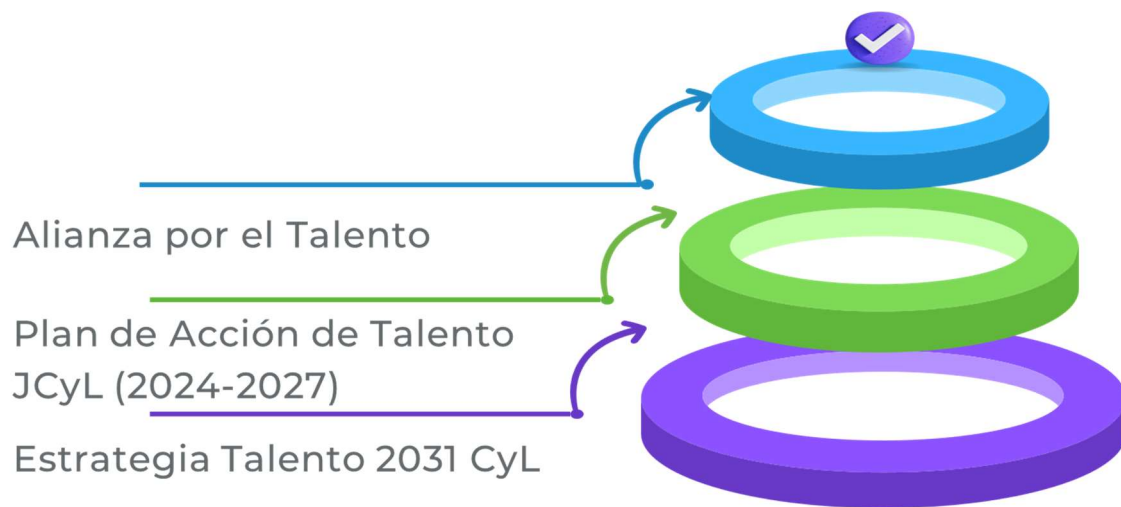 Alianza por el Talento
Plan de Acción de Talento
JCyL (2024-2027)
Estrategia Talento 2031 CyL